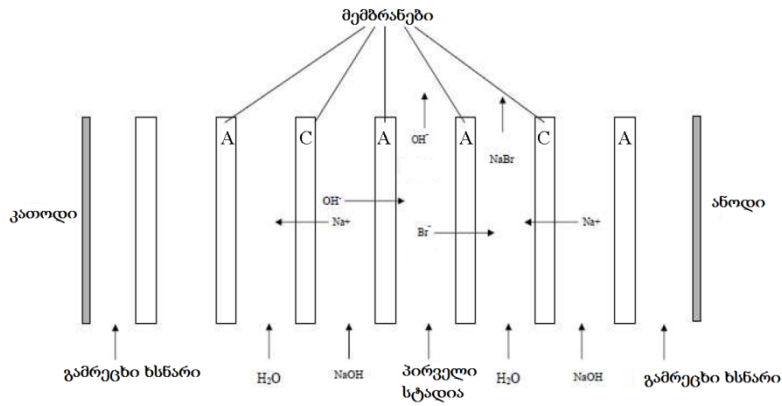 მემბრანები
A C A A C A
OH⁻
NaBr
OH⁻
Na+
Br⁻
Na+
კათოდი
ანოდი
გამრეცხი ხსნარი
H₂O
NaOH
პირველი
სტადია
H₂O
NaOH
გამრეცხი ხსნარი